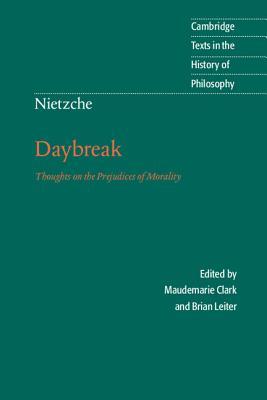 Cambridge
Texts in the
History of
Philosophy
Nietzche
Daybreak
Thoughts on the Prejudices of Morality
Edited by
Maudemarie Clark
and Brian Leiter